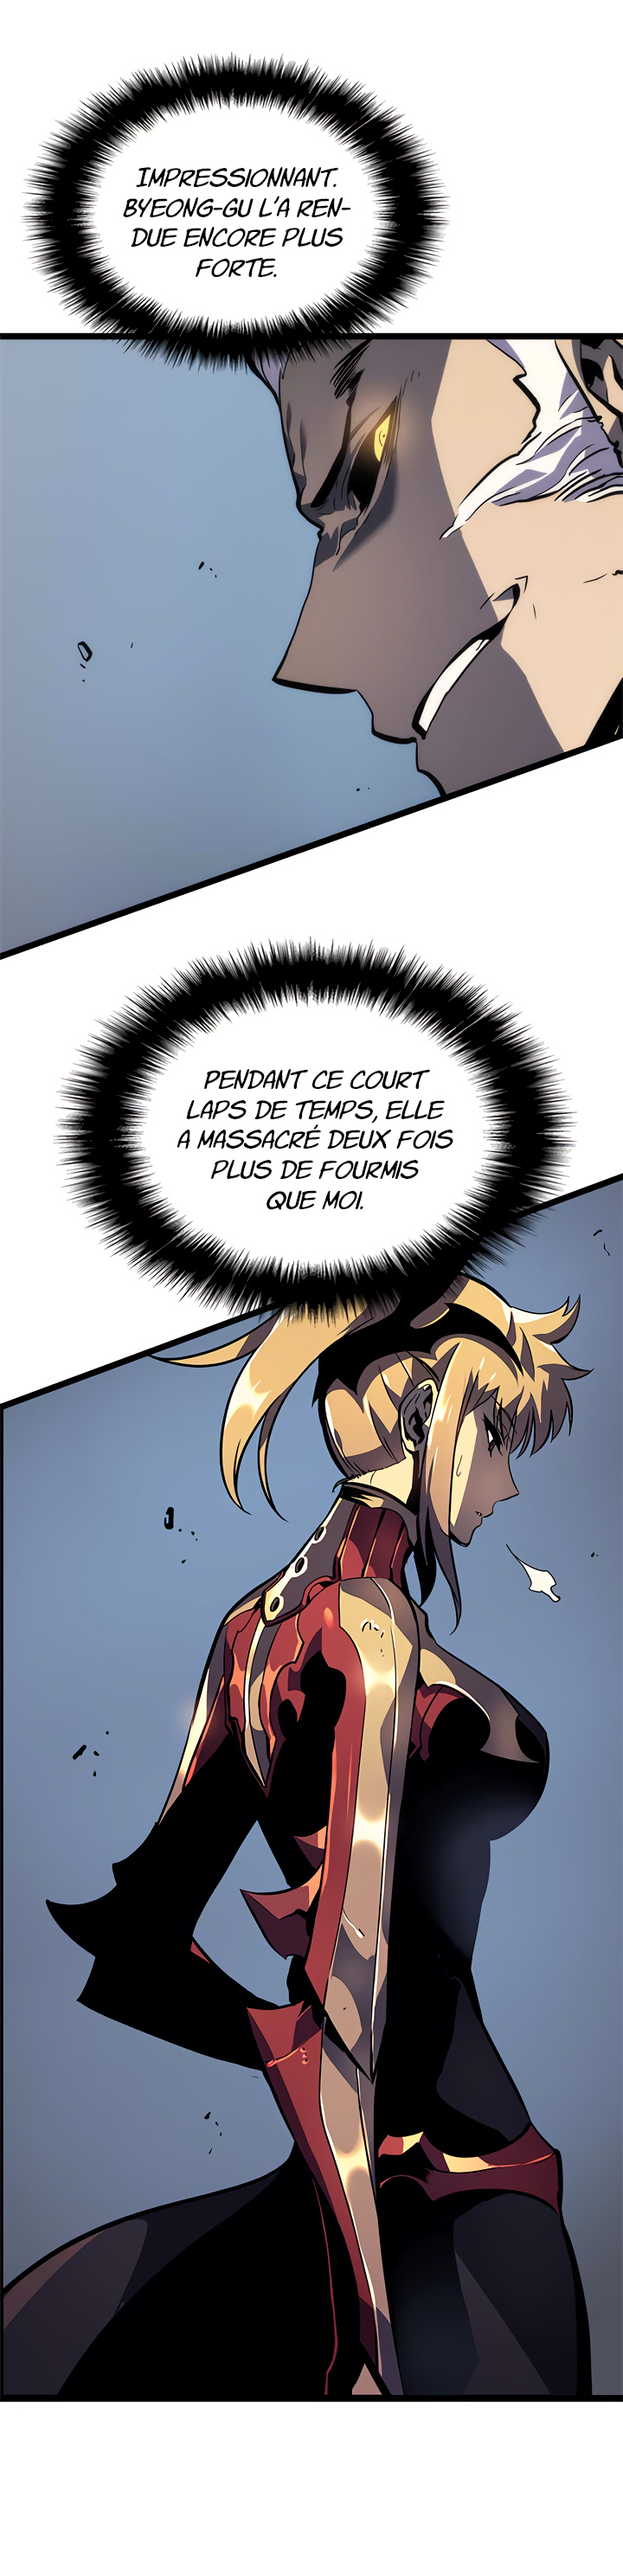 IMPRESSIONNANT.
BYEONG-GU L'A REN-
DUE ENCORE PLUS
FORTE.
PENDANT CE COURT
LAPS DE TEMPS, ELLE
A MASSACRÉ DEUX FOIS
PLUS DE FOURMIS
QUE MOI.